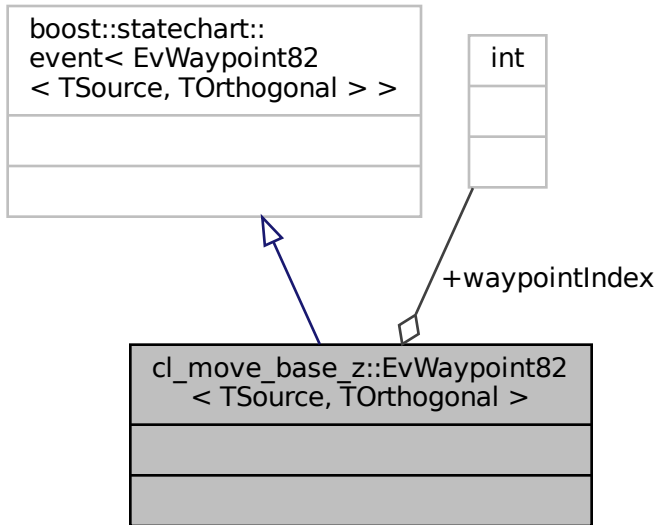 boost::statechart::
event< EvWaypoint82
< TSource, TOrthogonal > >
int
+waypointIndex
cl_move_base_z::EvWaypoint82
< TSource, TOrthogonal >